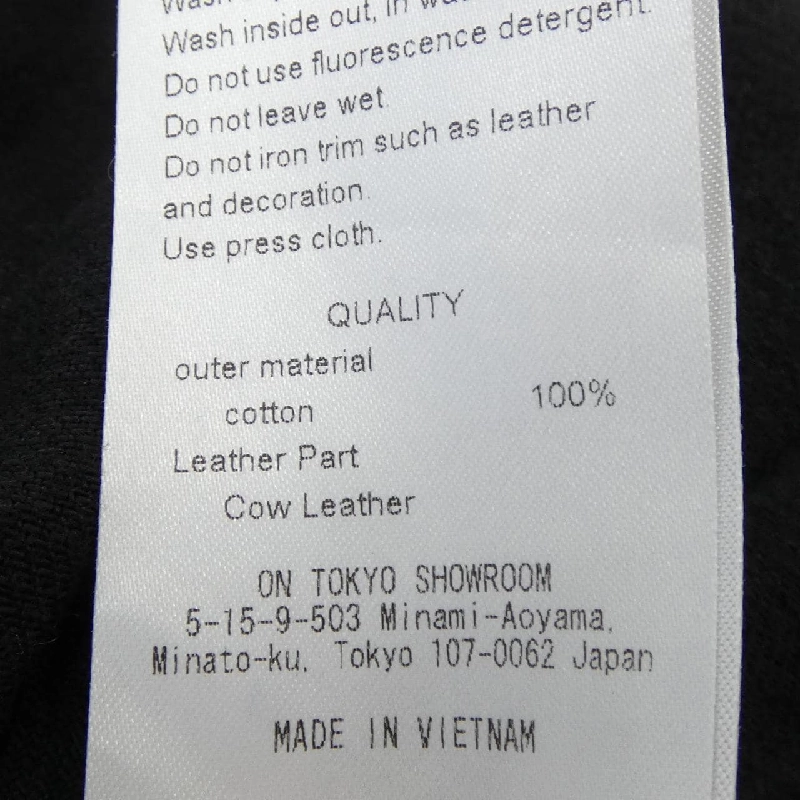 Wash inside out, in
Do not use fluorescence detergent.
Do not leave wet.
Do not iron trim such as leather
and decoration.
Use press cloth.
QUALITY
outer material
cotton 100%
Leather Part
Cow Leather
ON TOKYO SHOWROOM
5-15-9-503 Minami-Aoyama,
Minato-ku, Tokyo 107-0062 Japan
MADE IN VIETNAM